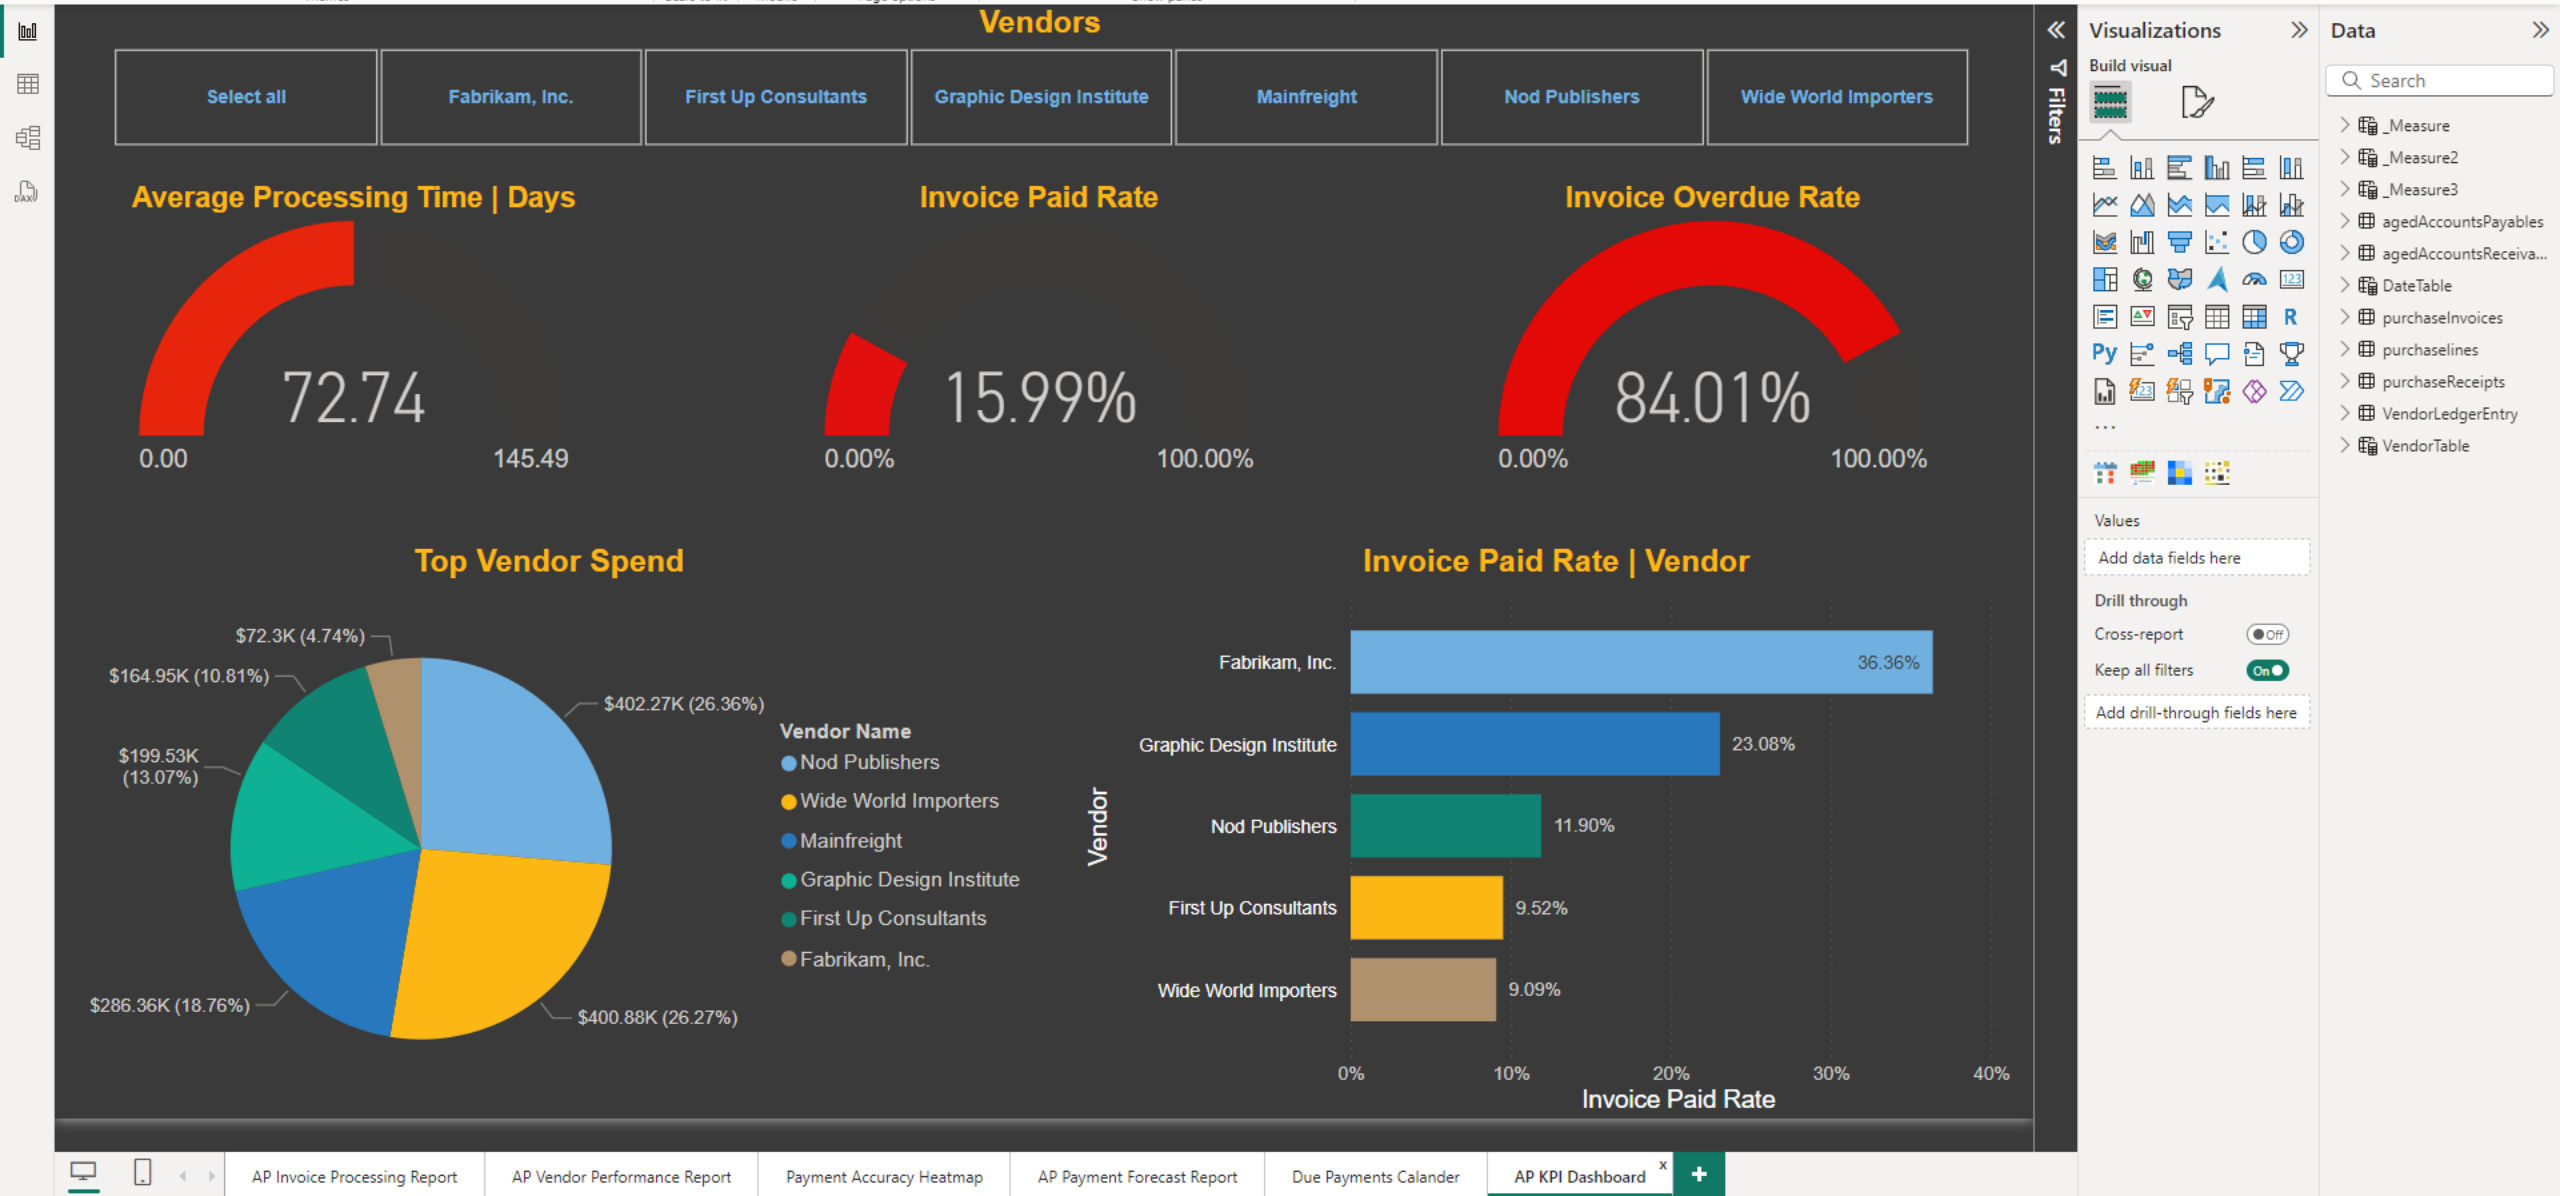 Vendors
Select all
Fabrikam, Inc.
First Up Consultants
Graphic Design Institute
Mainfreight
Nod Publishers
Wide World Importers
Average Processing Time | Days
72.74
0.00
145.49
Invoice Paid Rate
15.99%
0.00%
100.00%
Invoice Overdue Rate
84.01%
0.00%
100.00%
Top Vendor Spend
$72.3K (4.74%)
$164.95K (10.81%)
$199.53K
(13.07%)
$286.36K (18.76%)
$402.27K (26.36%)
$400.88K (26.27%)
Vendor Name
Nod Publishers
Wide World Importers
Mainfreight
Graphic Design Institute
First Up Consultants
Fabrikam, Inc.
Invoice Paid Rate | Vendor
Vendor
Fabrikam, Inc.
36.36%
Graphic Design Institute
23.08%
Nod Publishers
11.90%
First Up Consultants
9.52%
Wide World Importers
9.09%
0%
10%
20%
30%
40%
Invoice Paid Rate
Filters
Visualizations
Build visual
123
R
Py
...
Values
Add data fields here
Drill through
Cross-report
Off
Keep all filters
On
Add drill-through fields here
Data
Search
_Measure
_Measure2
_Measure3
agedAccountsPayables
agedAccountsReceiva...
DateTable
purchaseInvoices
purchaselines
purchaseReceipts
VendorLedgerEntry
VendorTable
DAX
AP Invoice Processing Report
AP Vendor Performance Report
Payment Accuracy Heatmap
AP Payment Forecast Report
Due Payments Calander
AP KPI Dashboard
x
+